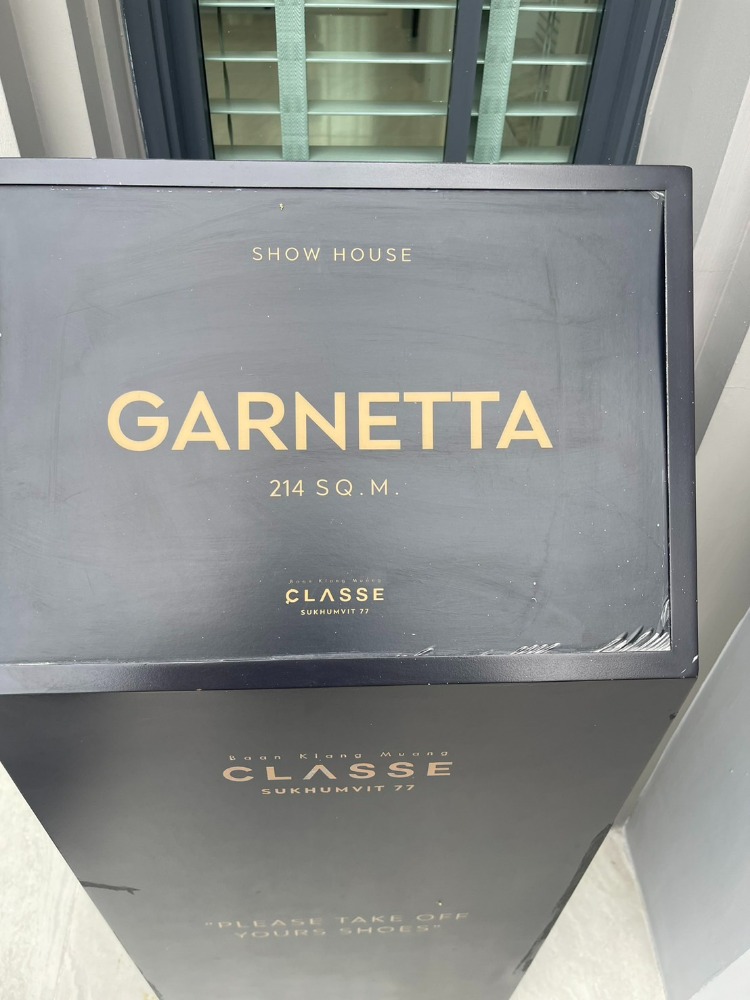 SHOW HOUSE
GARNETTA
214 SQ.M.
Baan Klang Muang
CLASSE
SUKHUMVIT 77
Baan Klang Muang
CLASSE
SUKHUMVIT 77
"PLEASE TAKE OFF
YOURS SHOES"